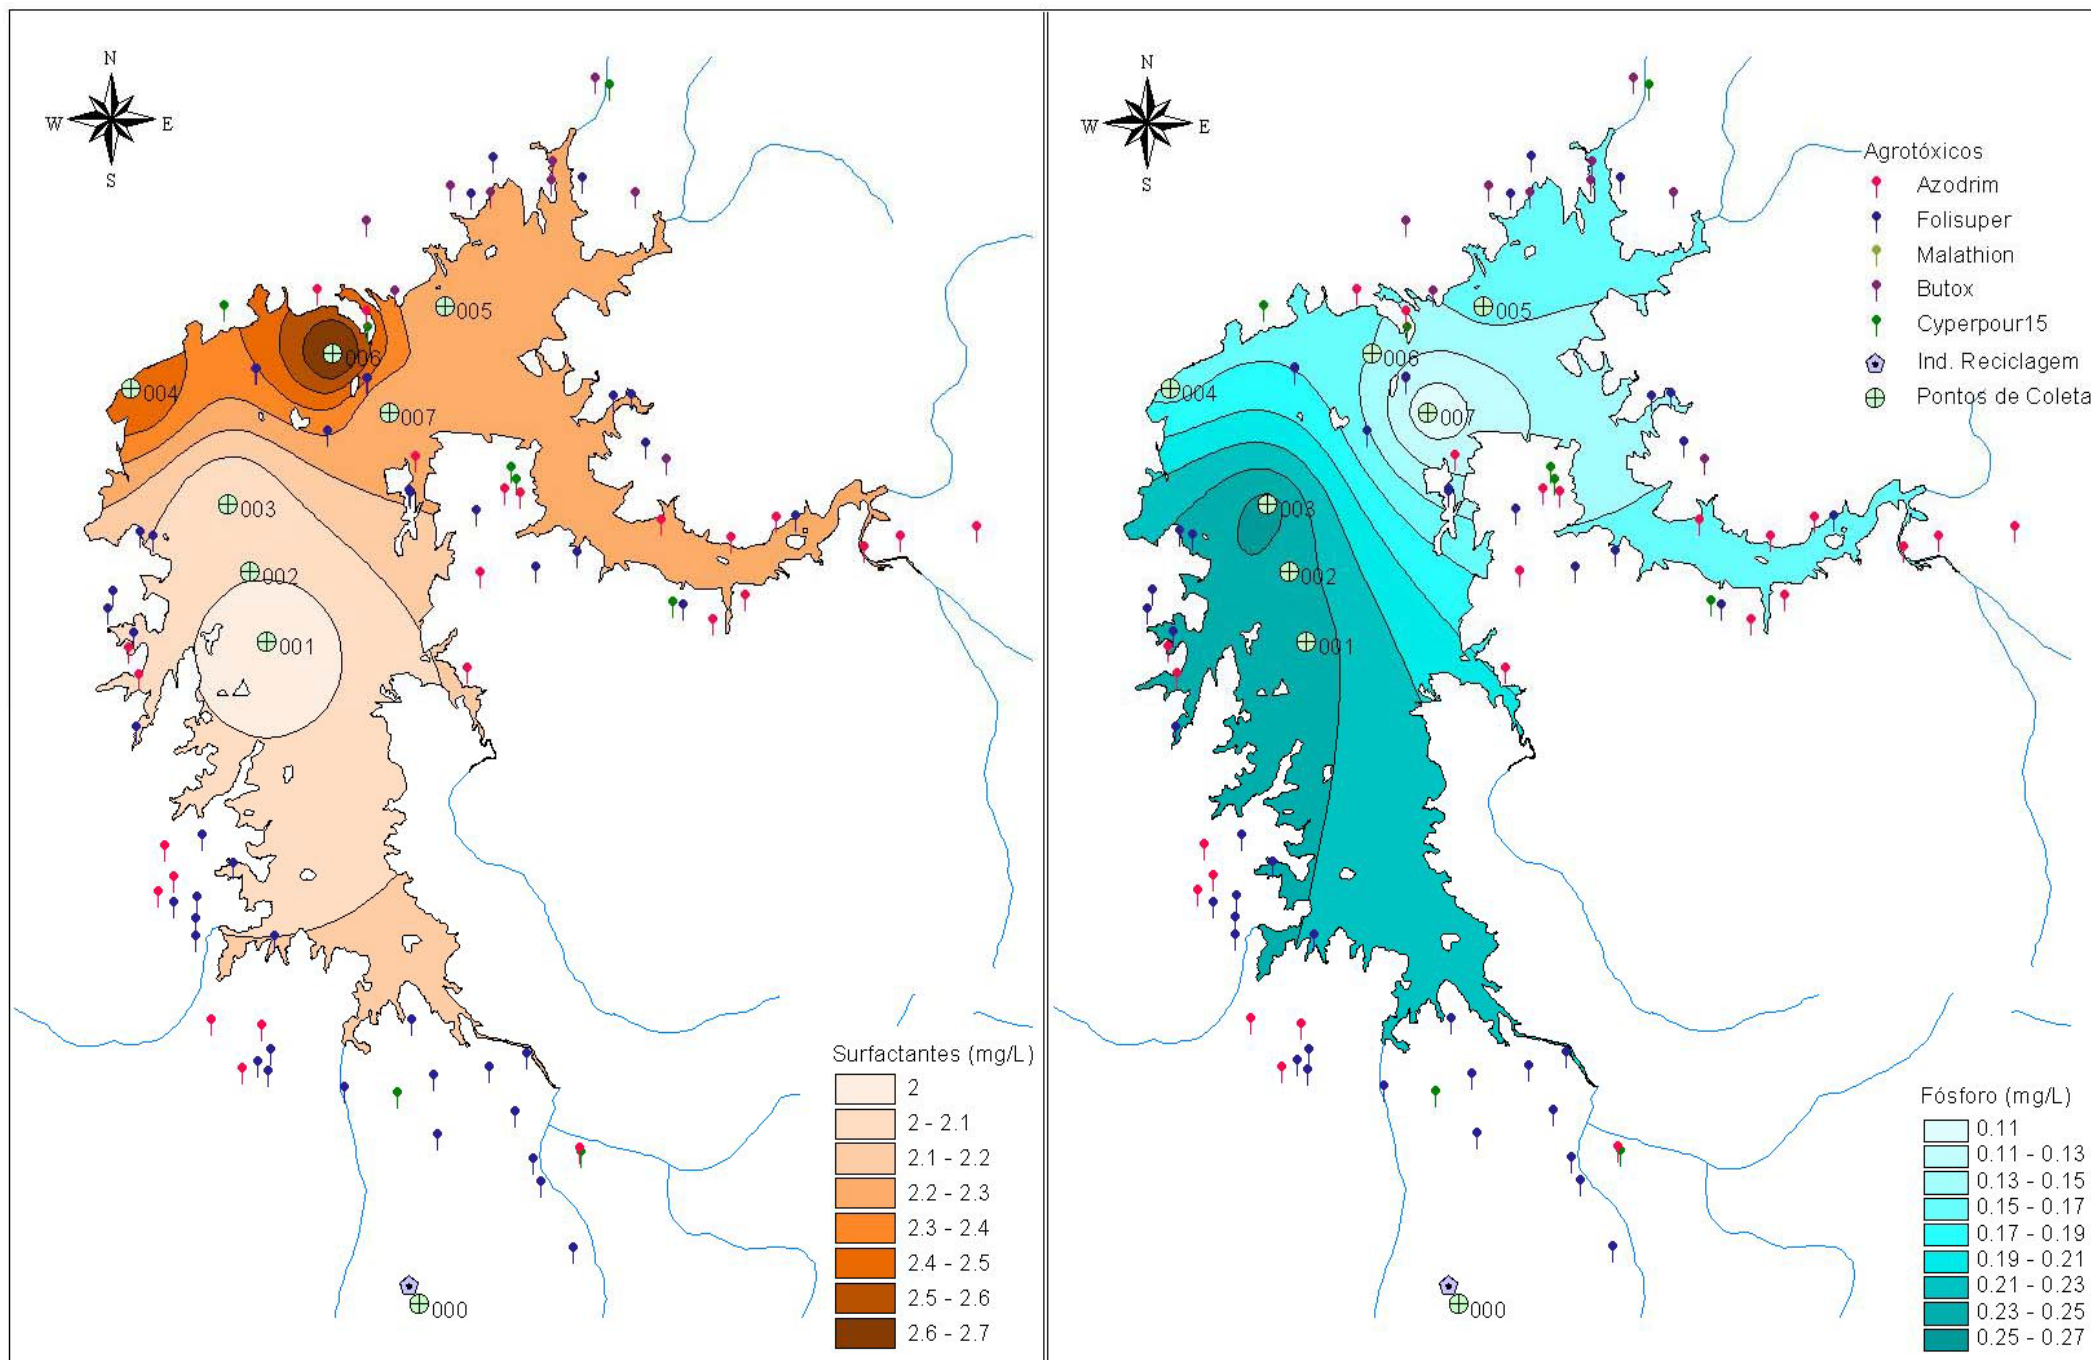 N
W E
S
005
006
004
007
003
002
001
000
Surfactantes (mg/L)
2
2 - 2.1
2.1 - 2.2
2.2 - 2.3
2.3 - 2.4
2.4 - 2.5
2.5 - 2.6
2.6 - 2.7
N
W E
S
Agrotóxicos
Azodrim
Folisuper
Malathion
Butox
Cyperpour15
Ind. Reciclagem
Pontos de Coleta
005
006
004
007
003
002
001
000
Fósforo (mg/L)
0.11
0.11 - 0.13
0.13 - 0.15
0.15 - 0.17
0.17 - 0.19
0.19 - 0.21
0.21 - 0.23
0.23 - 0.25
0.25 - 0.27